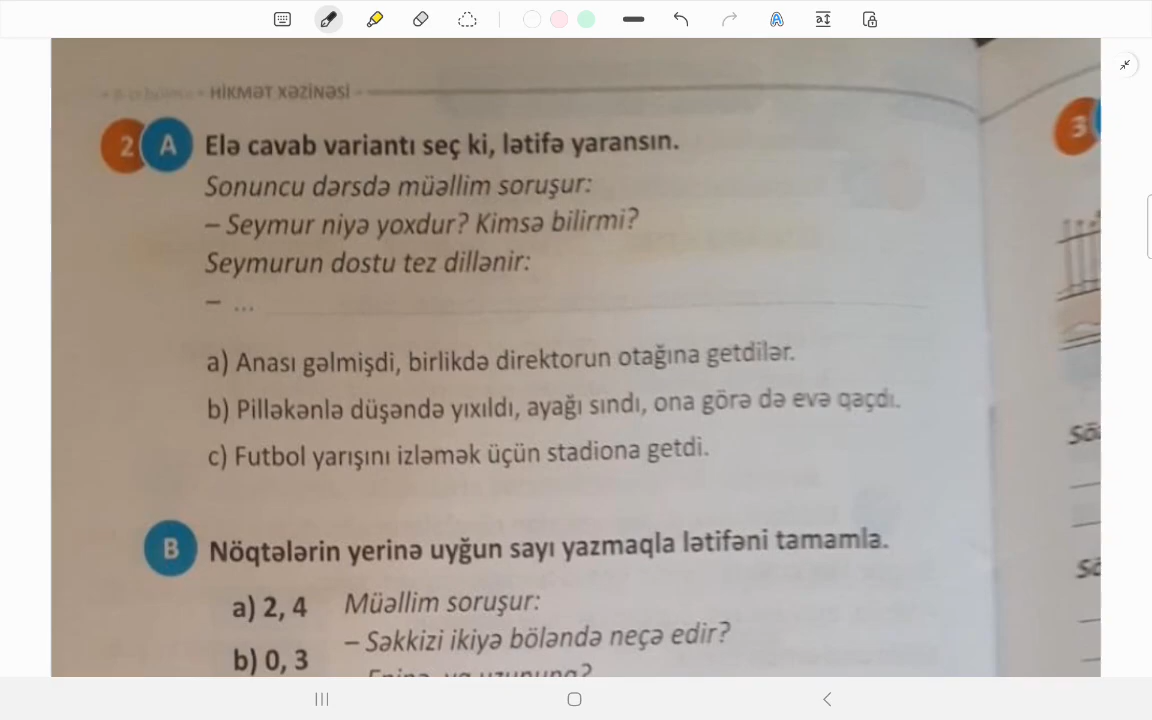 HİKMƏT XƏZİNƏSİ
2 A Elə cavab variantı seç ki, lətifə yaransın.
Sonuncu dərsdə müəllim soruşur:
– Seymur niyə yoxdur? Kimsə bilirmi?
Seymurun dostu tez dillənir:
– ...
a) Anası gəlmişdi, birlikdə direktorun otağına getdilər.
b) Pilləkənlə düşəndə yıxıldı, ayağı sındı, ona görə də evə qaçdı.
c) Futbol yarışını izləmək üçün stadiona getdi.
B Nöqtələrin yerinə uyğun sayı yazmaqla lətifəni tamamla.
a) 2, 4 Müəllim soruşur:
– Səkkizi ikiyə böləndə neçə edir?
b) 0, 3
3